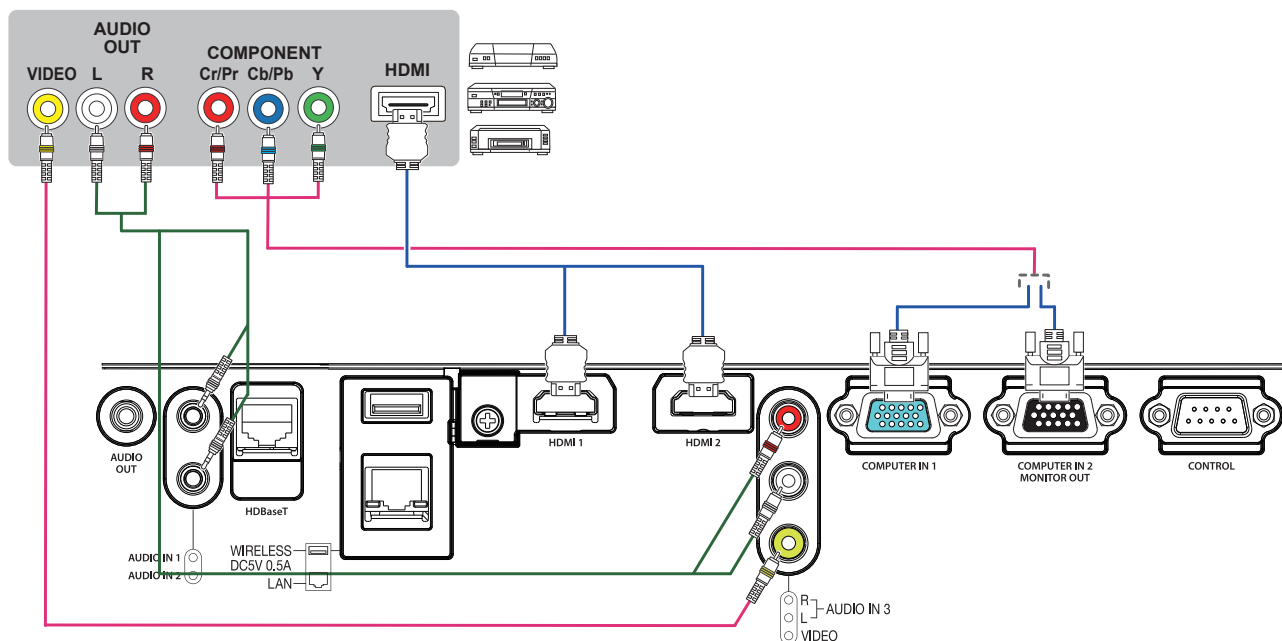 AUDIO
OUT
COMPONENT
VIDEO L R Cr/Pr Cb/Pb Y HDMI
AUDIO
OUT
HDBaseT
HDMI 1
HDMI 2
COMPUTER IN 1
COMPUTER IN 2
MONITOR OUT
CONTROL
AUDIO IN 1
AUDIO IN 2
WIRELESS
DC5V 0.5A
LAN
R
L
AUDIO IN 3
VIDEO